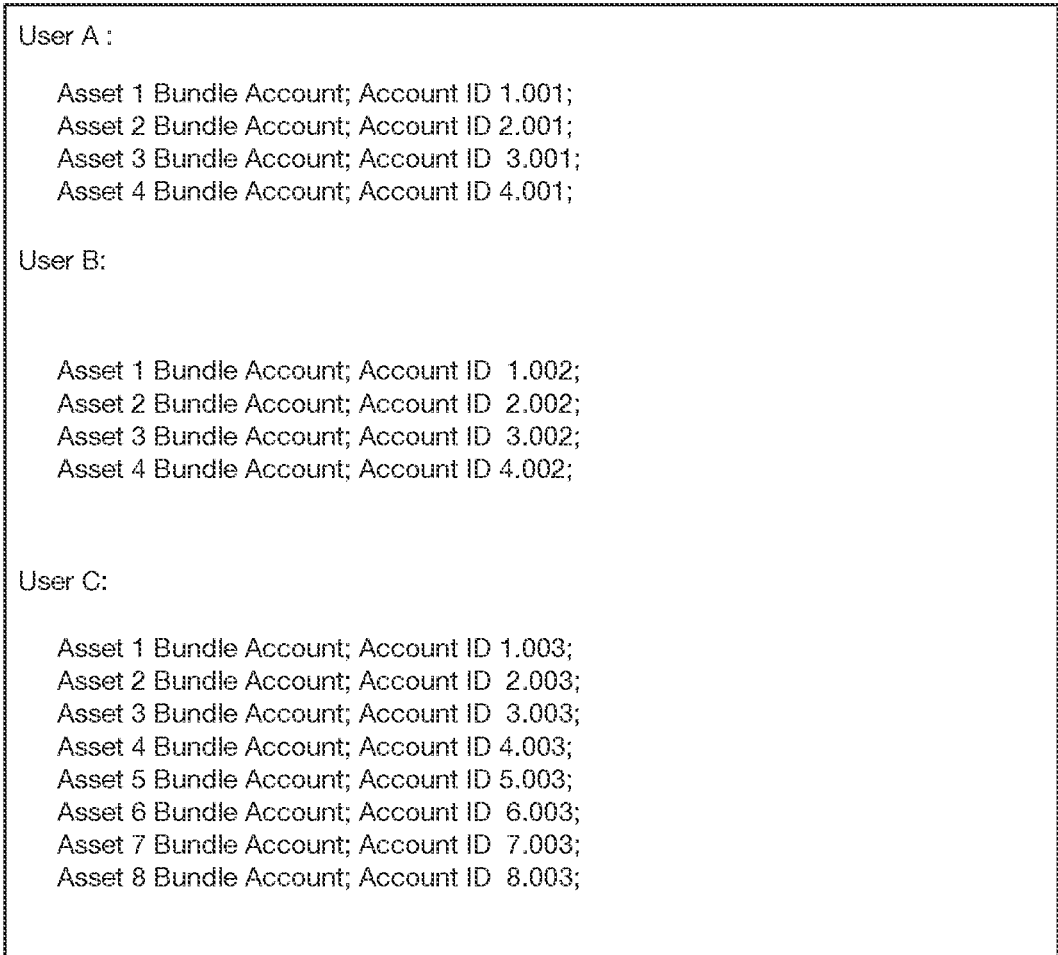 User A :
Asset 1 Bundle Account; Account ID 1.001;
Asset 2 Bundle Account; Account ID 2.001;
Asset 3 Bundle Account; Account ID 3.001;
Asset 4 Bundle Account; Account ID 4.001;
User B:
Asset 1 Bundle Account; Account ID 1.002;
Asset 2 Bundle Account; Account ID 2.002;
Asset 3 Bundle Account; Account ID 3.002;
Asset 4 Bundle Account; Account ID 4.002;
User C:
Asset 1 Bundle Account; Account ID 1.003;
Asset 2 Bundle Account; Account ID 2.003;
Asset 3 Bundle Account; Account ID 3.003;
Asset 4 Bundle Account; Account ID 4.003;
Asset 5 Bundle Account; Account ID 5.003;
Asset 6 Bundle Account; Account ID 6.003;
Asset 7 Bundle Account; Account ID 7.003;
Asset 8 Bundle Account; Account ID 8.003;